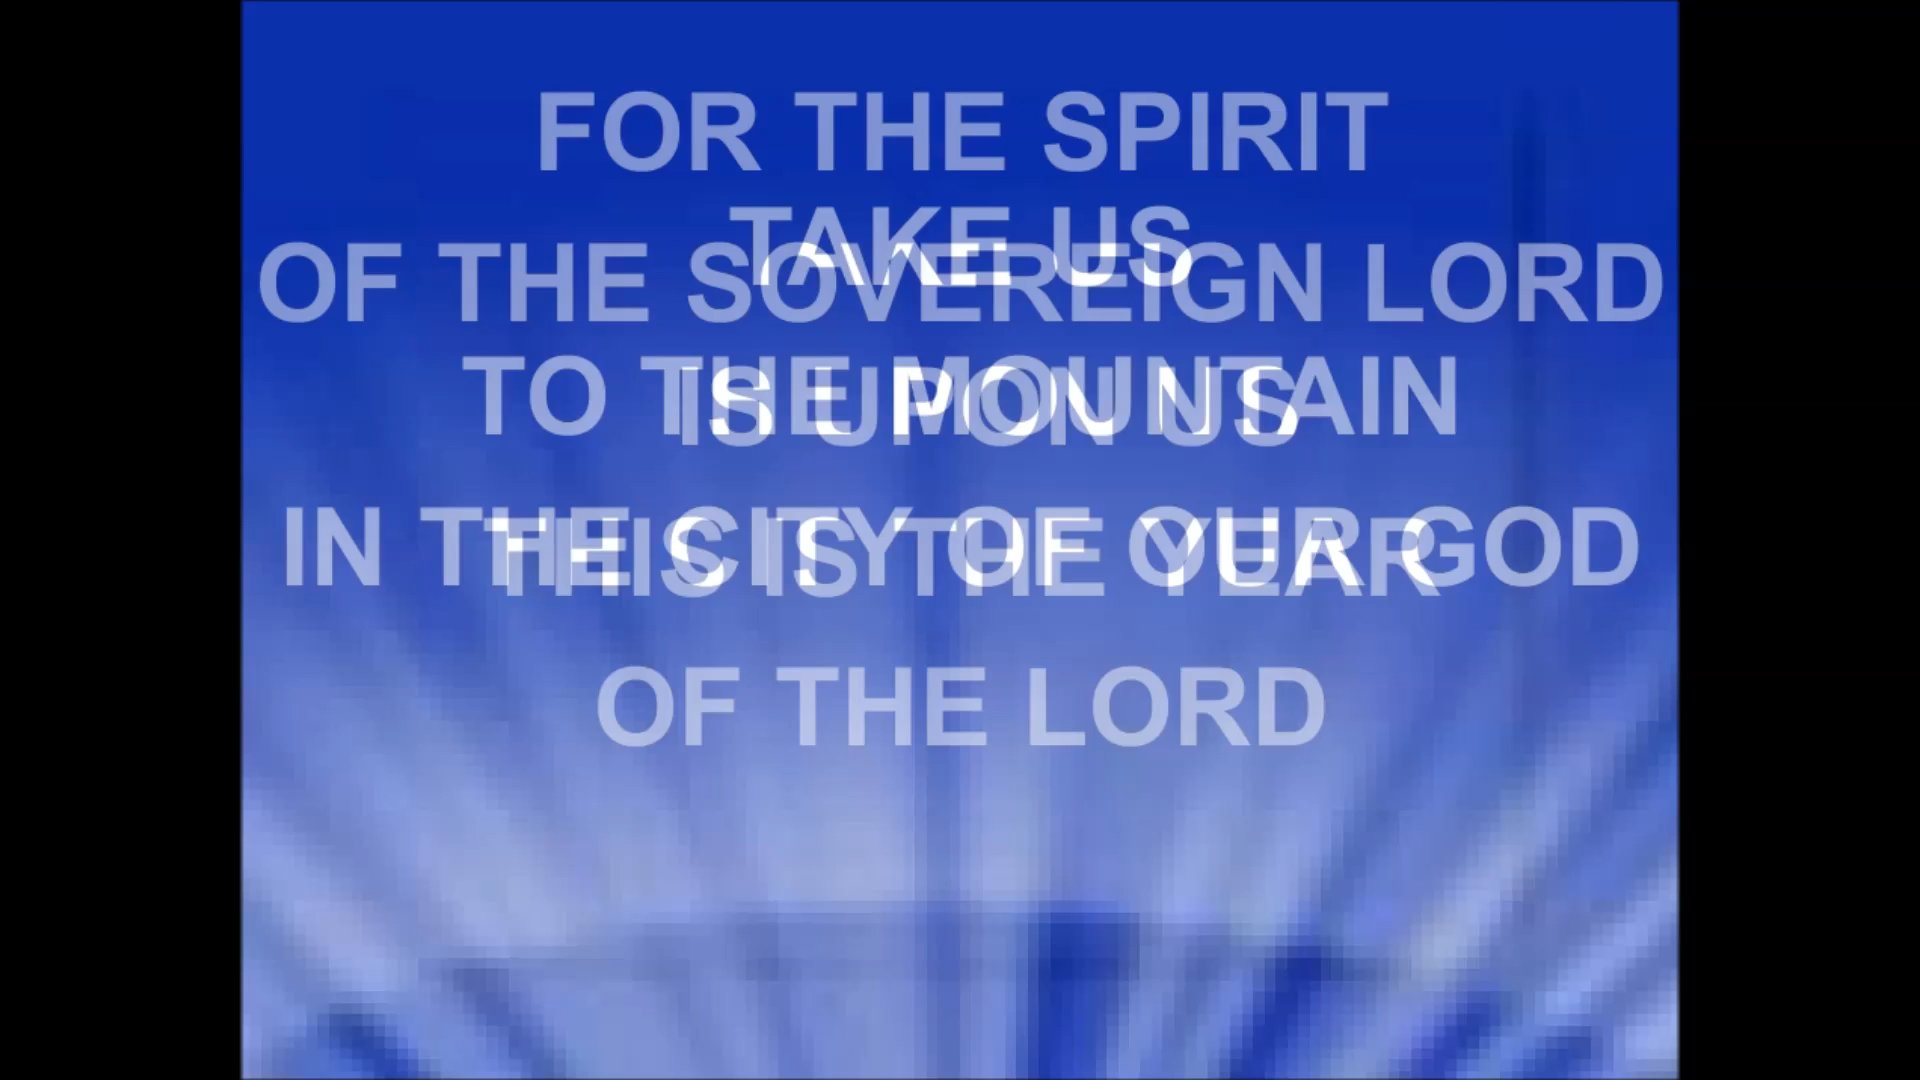 FOR THE SPIRIT
TAKE US
OF THE SOVEREIGN LORD
TO THE MOUNTAIN
IS UPON US
IN THE CITY OF OUR GOD
THIS IS THE YEAR
OF THE LORD